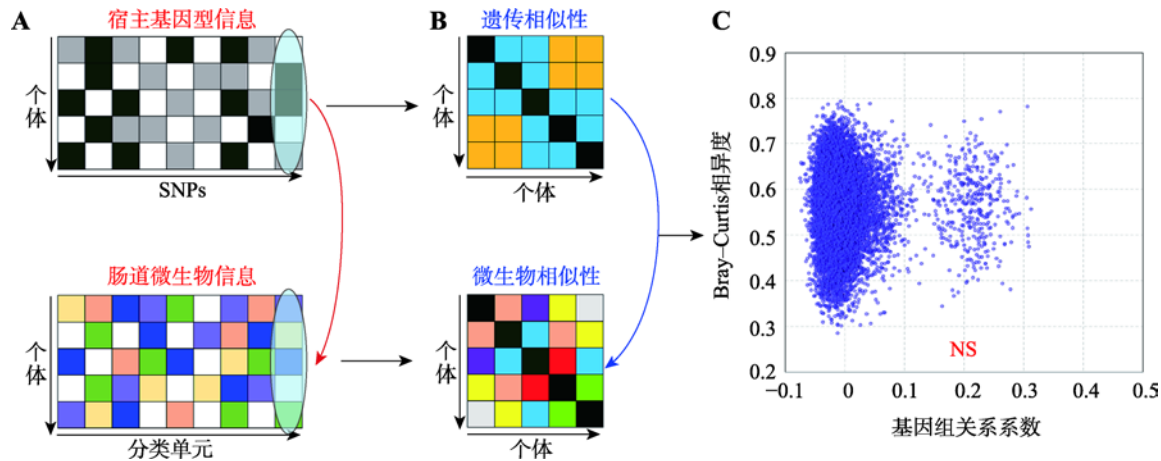 A
宿主基因型信息
个体
SNPs
肠道微生物信息
个体
分类单元
B
遗传相似性
个体
个体
微生物相似性
个体
个体
C
0.9
0.8
0.7
0.6
0.5
0.4
0.3
0.2
Bray–Curtis相异度
NS
−0.1
0
0.1
0.2
0.3
0.4
0.5
基因组关系系数